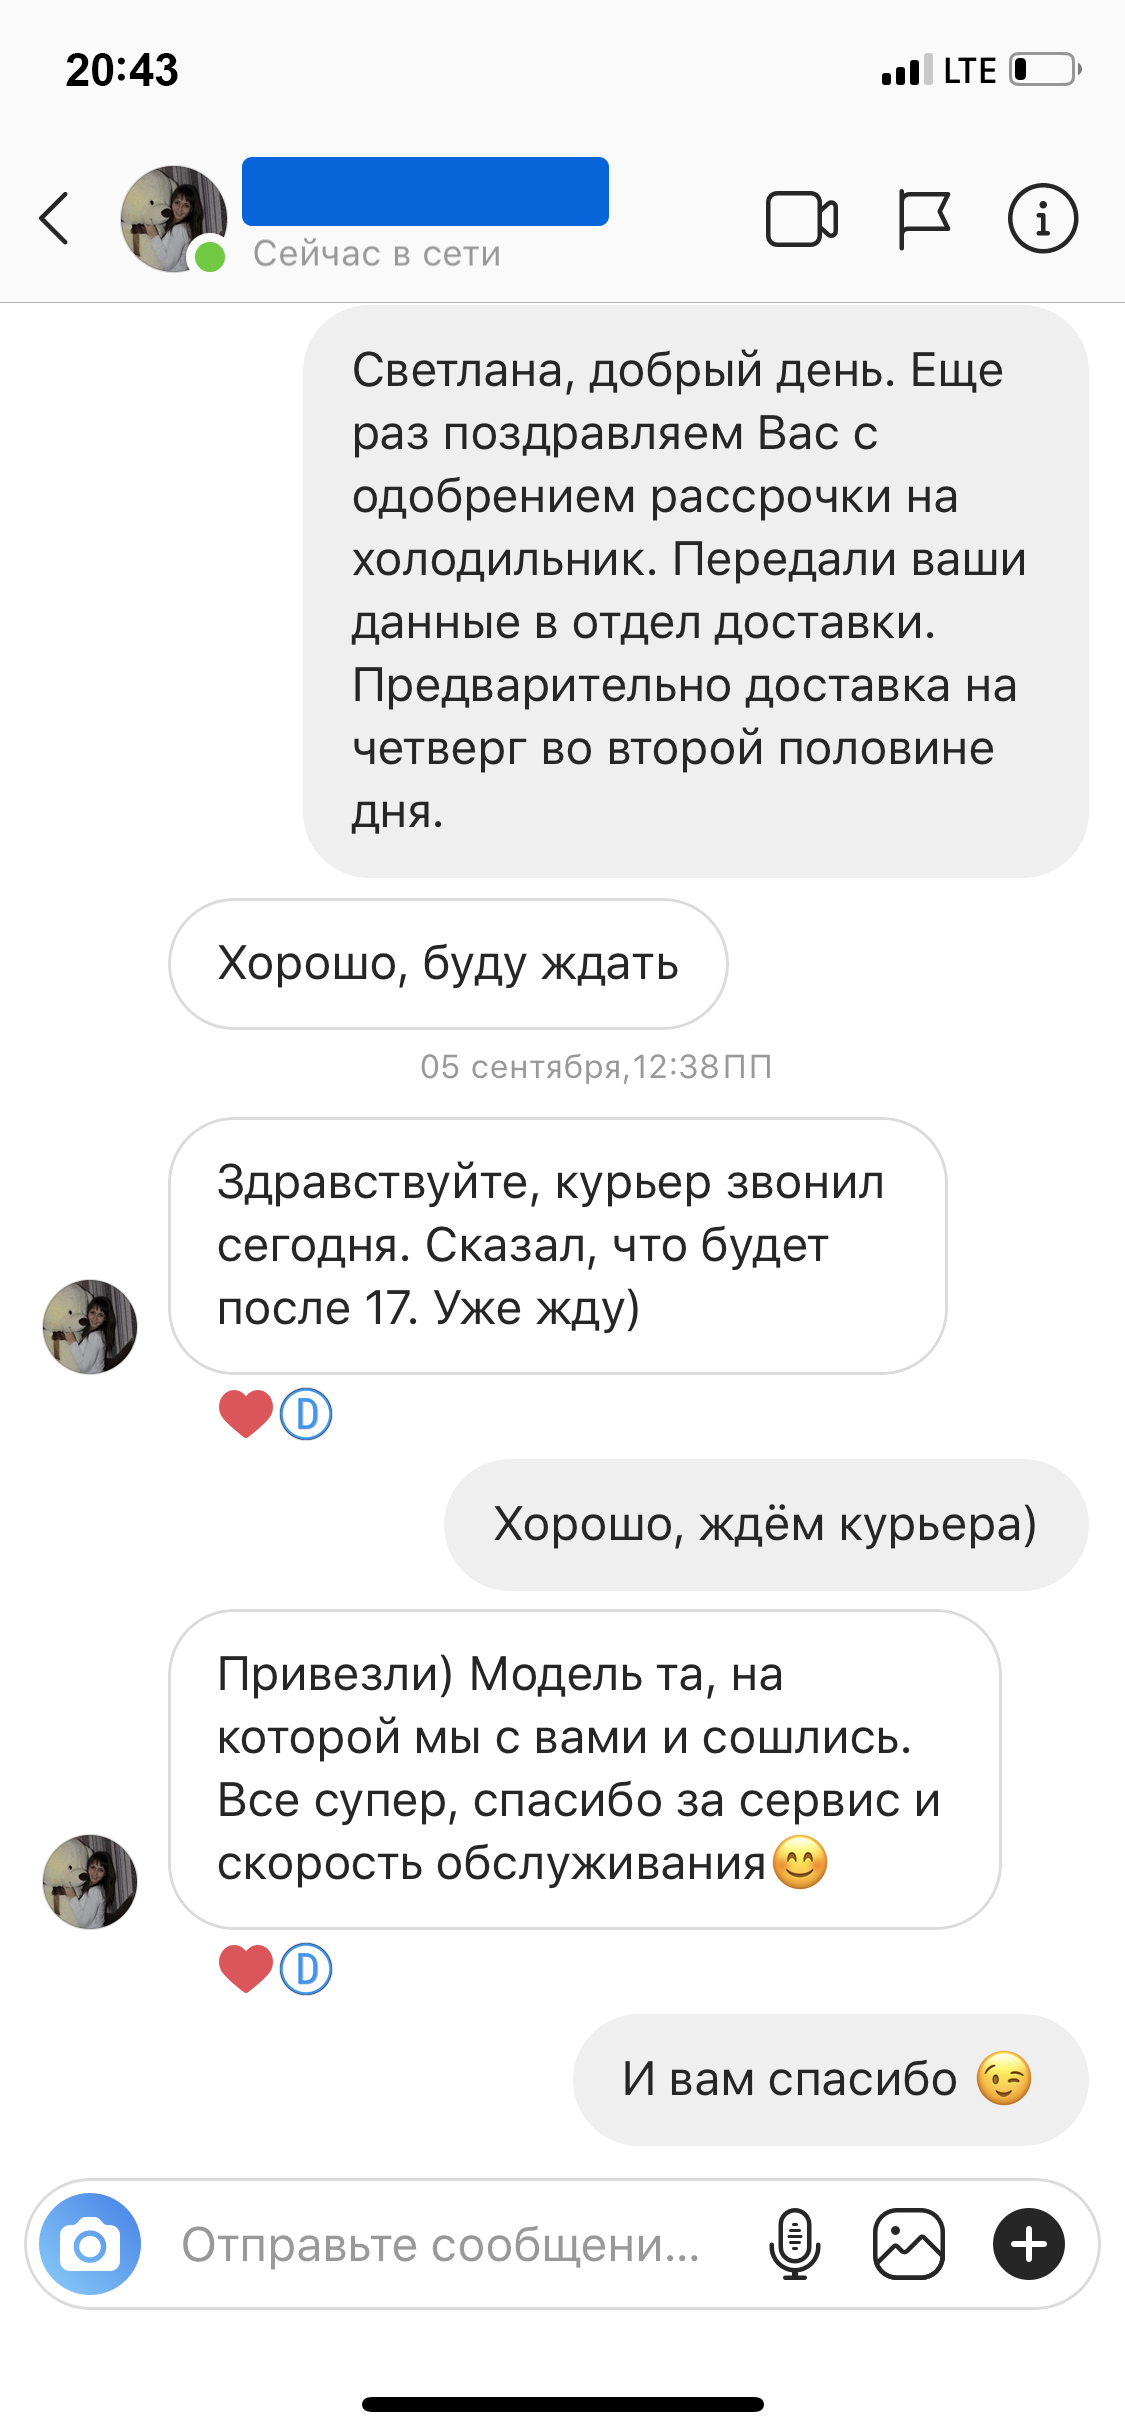 20:43
LTE
Сейчас в сети
Светлана, добрый день. Еще
раз поздравляем Вас с
одобрением рассрочки на
холодильник. Передали ваши
данные в отдел доставки.
Предварительно доставка на
четверг во второй половине
дня.
Хорошо, буду ждать
05 сентября,12:38ПП
Здравствуйте, курьер звонил
сегодня. Сказал, что будет
после 17. Уже жду)
❤️ D
Хорошо, ждём курьера)
Привезли) Модель та, на
которой мы с вами и сошлись.
Все супер, спасибо за сервис и
скорость обслуживания😊
❤️ D
И вам спасибо 😉
Отправьте сообщени...